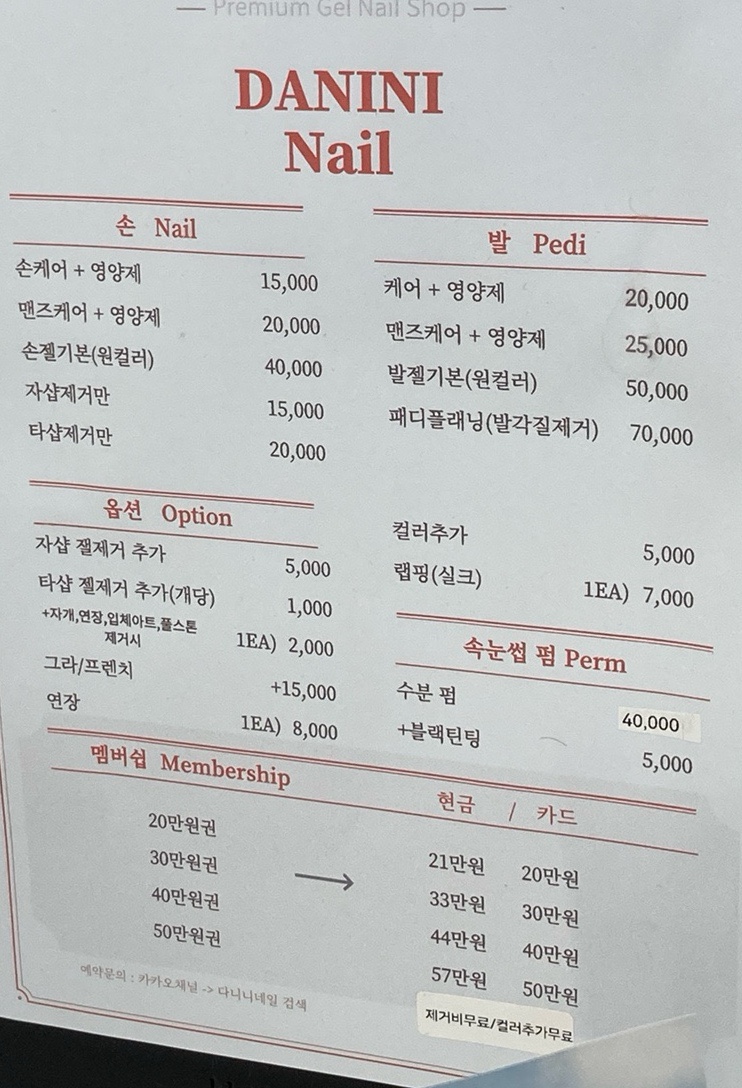 — Premium Gel Nail Shop —
DANINI
Nail
손 Nail
손케어 + 영양제 15,000
맨즈케어 + 영양제 20,000
손젤기본(원컬러) 40,000
자샵제거만 15,000
타샵제거만 20,000
발 Pedi
케어 + 영양제 20,000
맨즈케어 + 영양제 25,000
발젤기본(원컬러) 50,000
패디플래닝(발각질제거) 70,000
옵션 Option
자샵 잴제거 추가 5,000
타샵 젤제거 추가(개당) 1,000
+자개,연장,입체아트,풀스톤
제거시 1EA) 2,000
그라/프렌치 +15,000
연장 1EA) 8,000
컬러추가 5,000
랩핑(실크) 1EA) 7,000
속눈썹 펌 Perm
수분 펌 40,000
+블랙틴팅 5,000
멤버쉽 Membership 현금 / 카드
20만원권 → 21만원 20만원
30만원권 33만원 30만원
40만원권 44만원 40만원
50만원권 57만원 50만원
제거비무료/컬러추가무료
예약문의 : 카카오채널 -> 다니니네일 검색